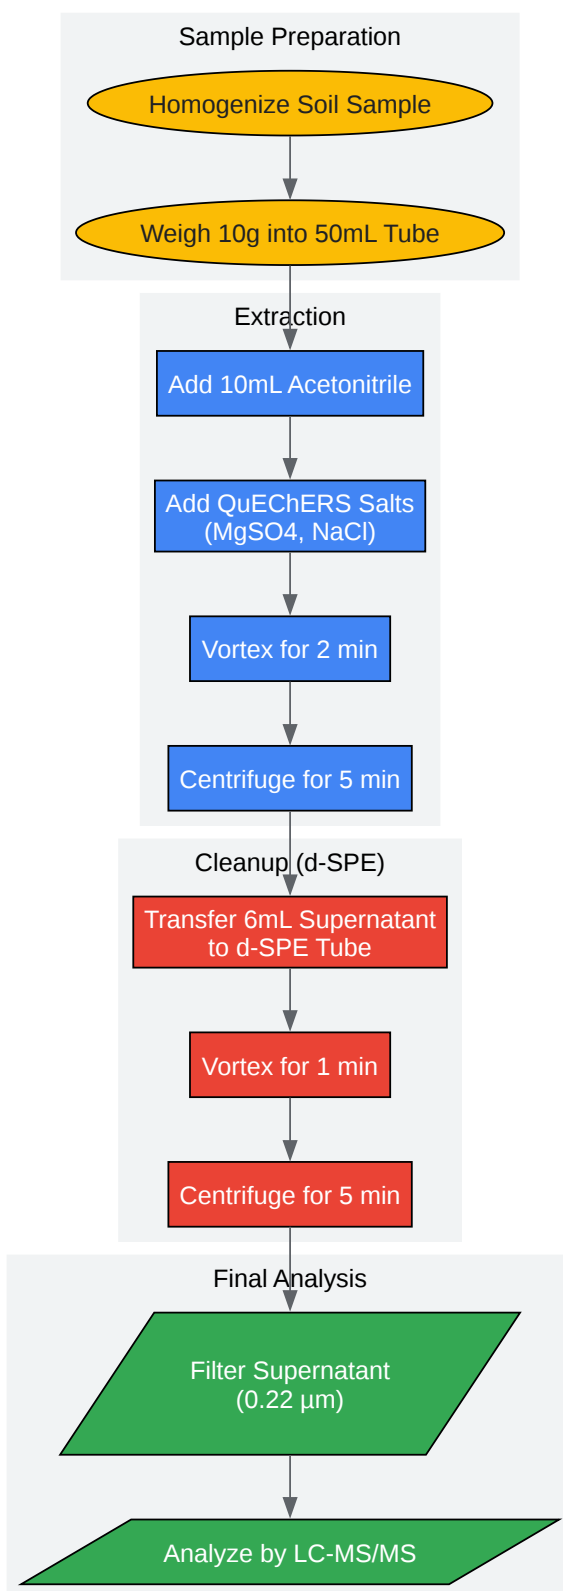 Sample Preparation
Homogenize Soil Sample
Weigh 10g into 50mL Tube
Extraction
Add 10mL Acetonitrile
Add QuEChERS Salts
(MgSO4, NaCl)
Vortex for 2 min
Centrifuge for 5 min
Cleanup (d-SPE)
Transfer 6mL Supernatant
to d-SPE Tube
Vortex for 1 min
Centrifuge for 5 min
Final Analysis
Filter Supernatant
(0.22 µm)
Analyze by LC-MS/MS